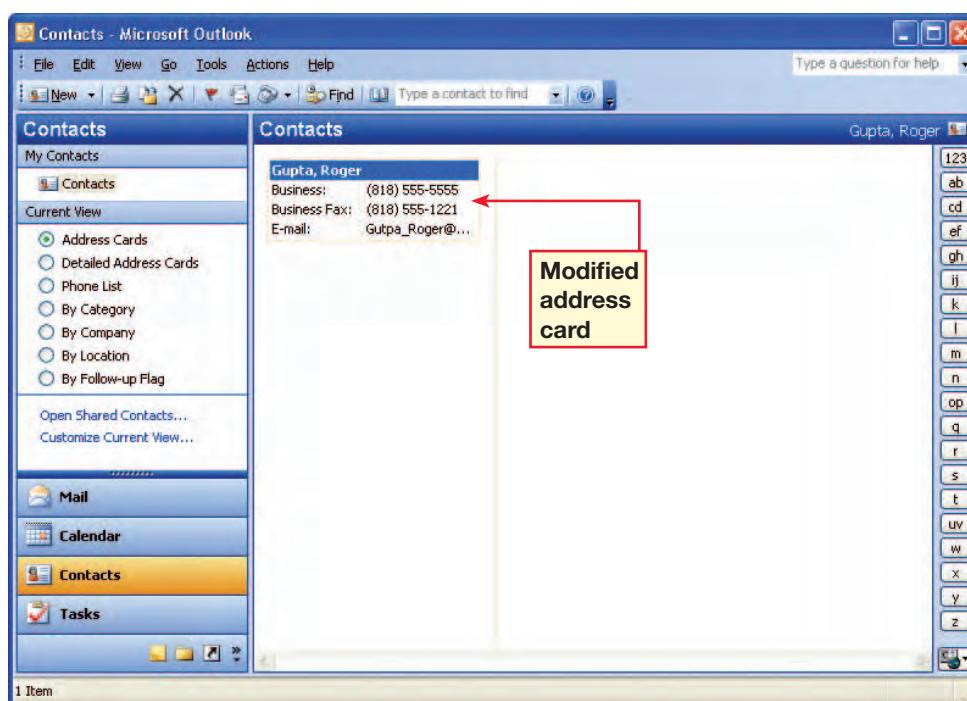 Contacts - Microsoft Outlook
File Edit View Go Tools Actions Help
Type a question for help
New
Find
Type a contact to find
Contacts
Contacts
Gupta, Roger
My Contacts
Contacts
Current View
Address Cards
Detailed Address Cards
Phone List
By Category
By Company
By Location
By Follow-up Flag
Open Shared Contacts...
Customize Current View...
Mail
Calendar
Contacts
Tasks
Gupta, Roger
Business: (818) 555-5555
Business Fax: (818) 555-1221
E-mail: Gutpa_Roger@...
Modified
address
card
123
ab
cd
ef
gh
ij
k
l
m
n
op
q
r
s
t
uv
w
x
y
z
1 Item